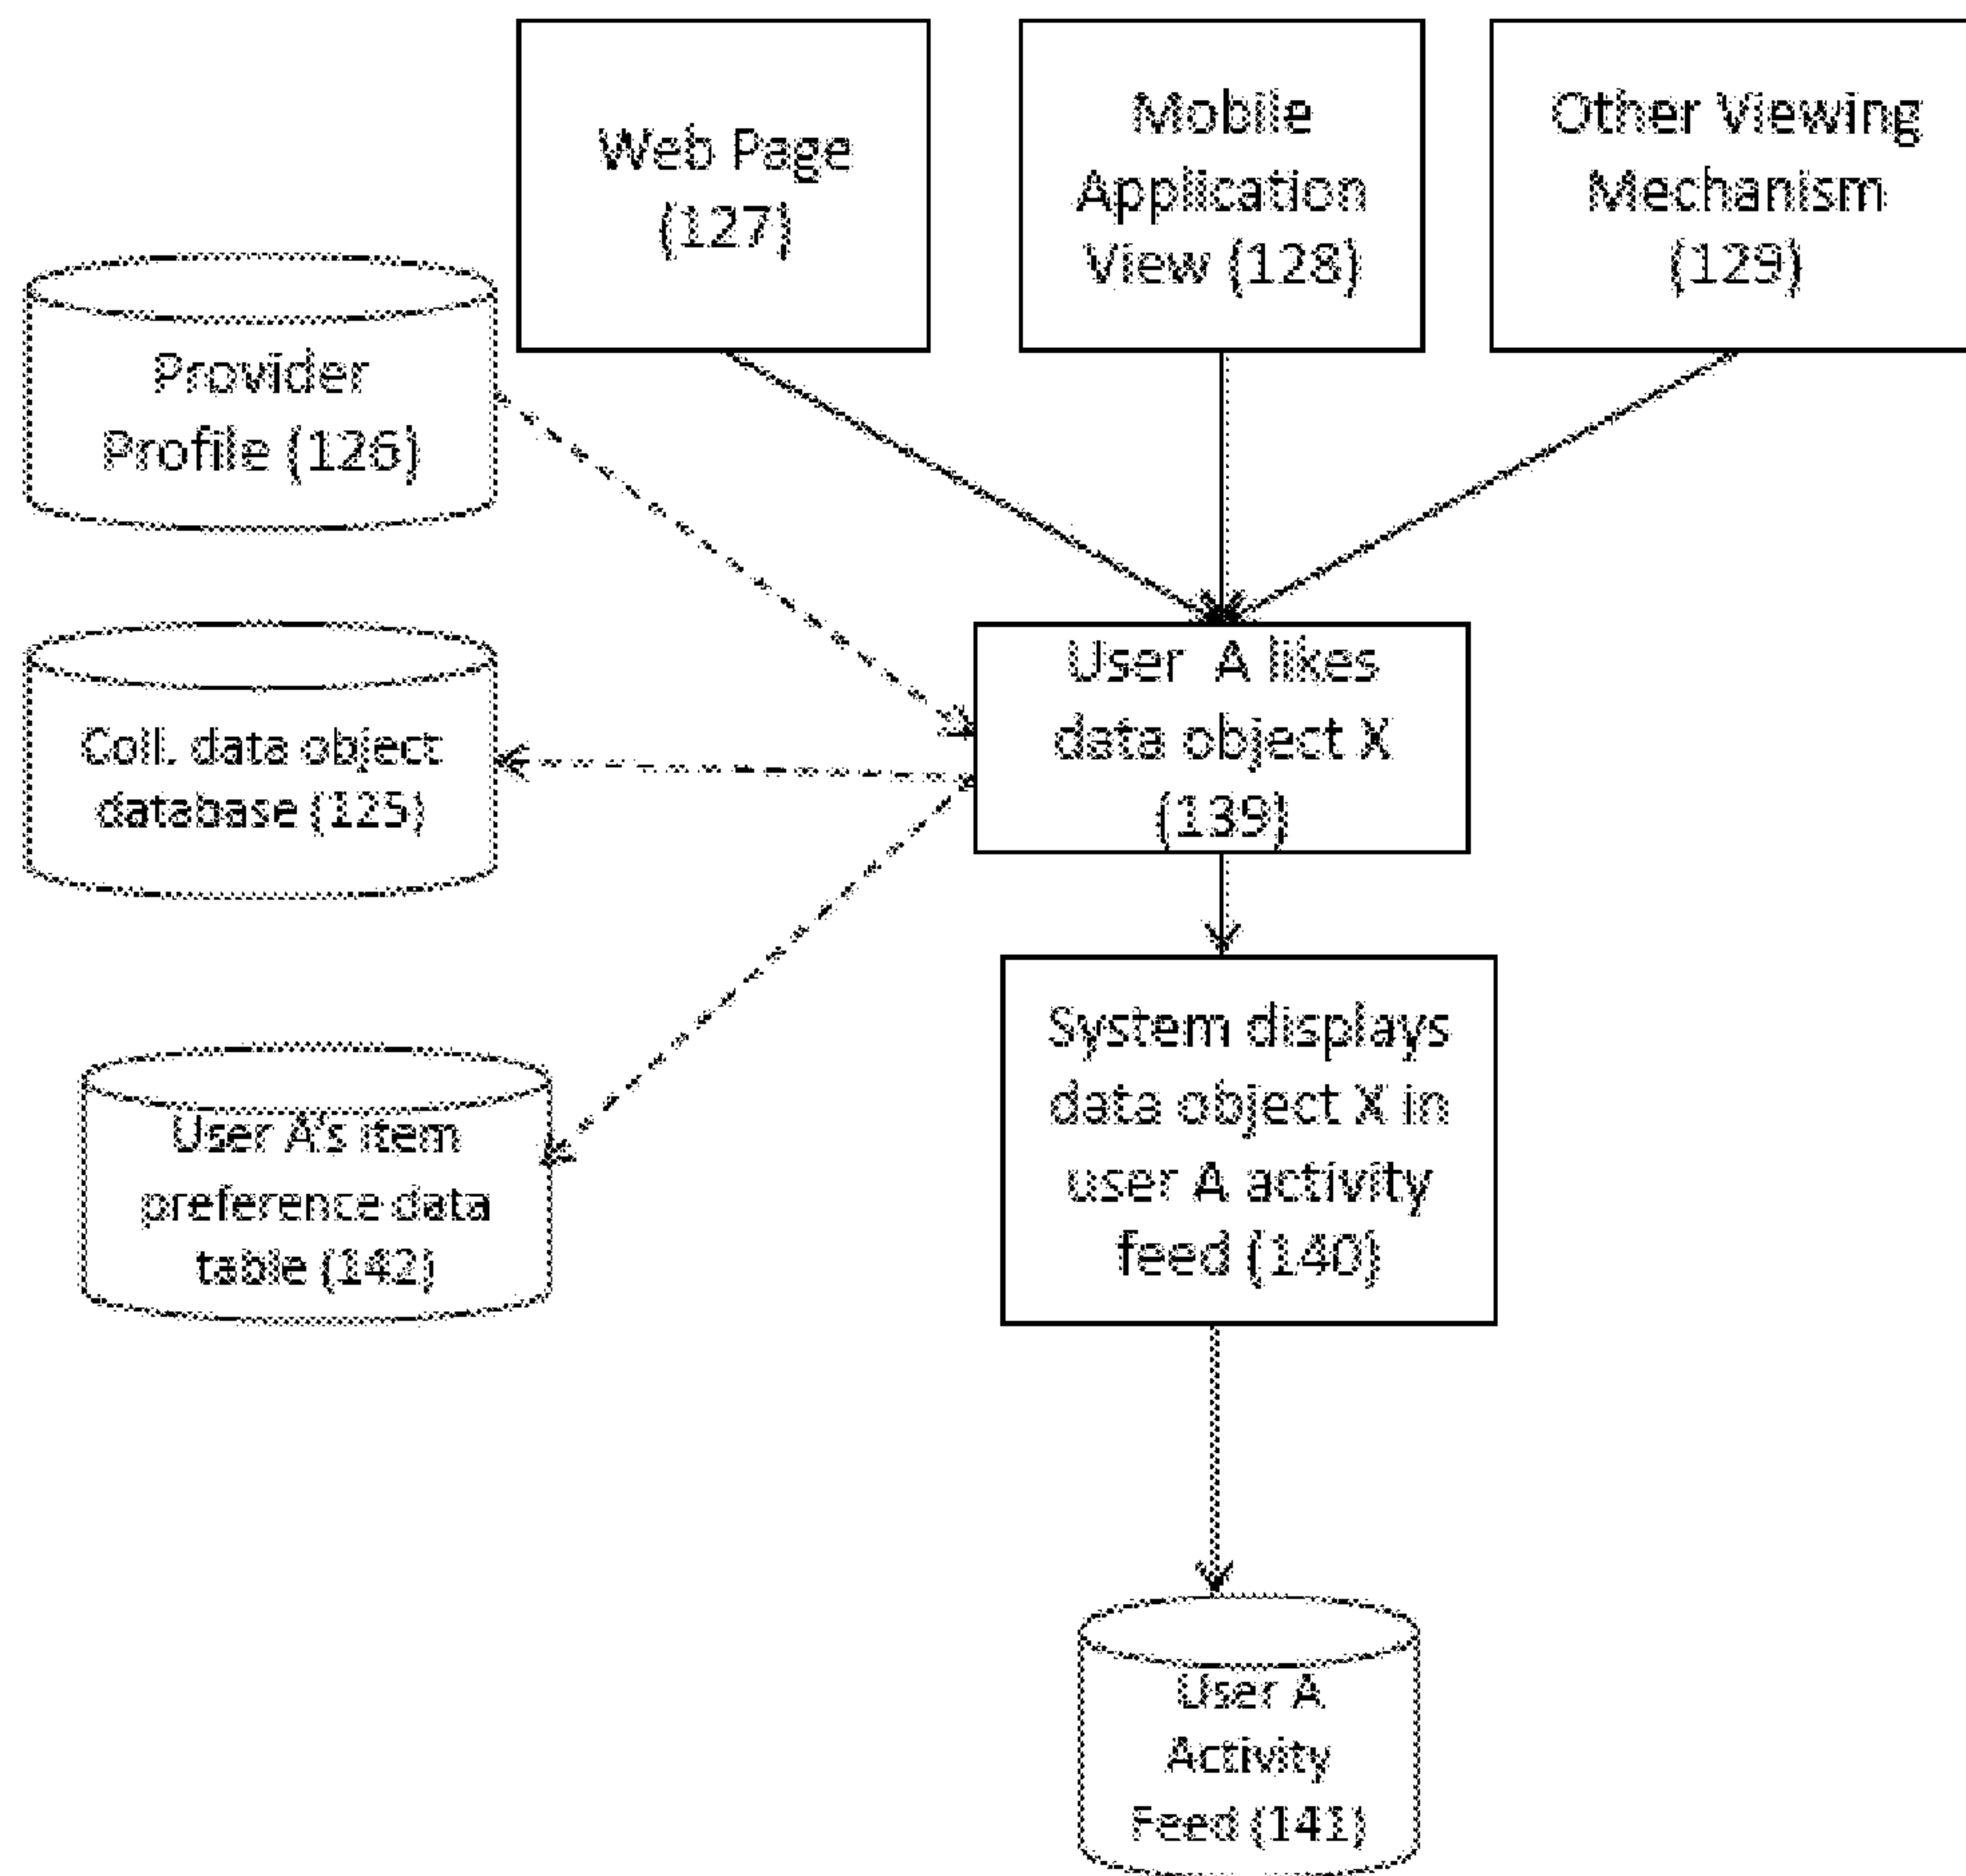 Web Page
(127)
Mobile
Application
View (128)
Other Viewing
Mechanism
(129)
Provider
Profile (126)
User A likes
data object X
(139)
Coll. data object
database (125)
System displays
data object X in
user A activity
feed (140)
User A's item
preference data
table (142)
User A
Activity
Feed (141)